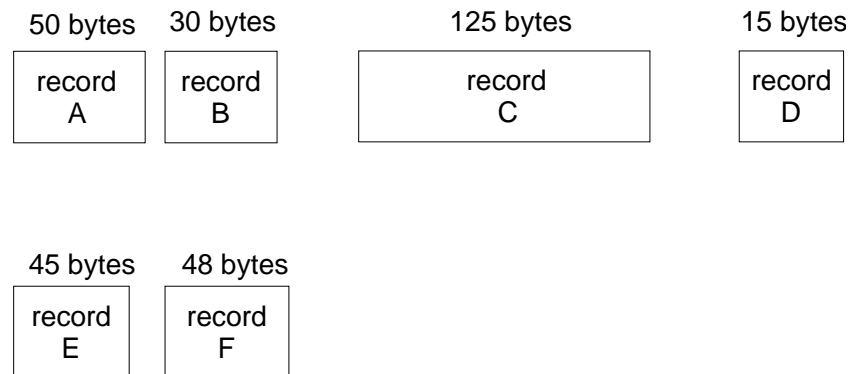 50 bytes 30 bytes 125 bytes 15 bytes
record record record record
A B C D
45 bytes 48 bytes
record record
E F